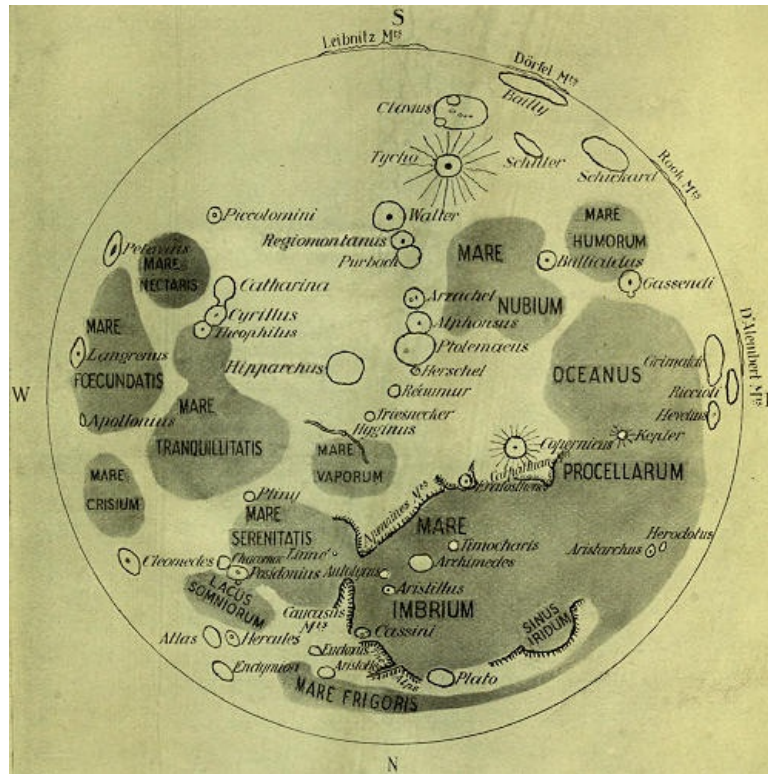 S
Leibnitz Mts
Dörfel Mts
Bailly
Clavius
Tycho
Schiller
Schickard
Rook Mts
Piccolomini
Walter
MARE
HUMORUM
Regiomontanus
Purbach
MARE
NUBIUM
Bullialdus
Gassendi
Petavius
MARE
NECTARIS
Catharina
Cyrillus
Theophilus
Arzachel
Alphonsus
Ptolemaeus
Herschel
MARE
FŒCUNDATIS
Langrenus
Hipparchus
Réaumur
OCEANUS
PROCELLARUM
Grimaldi
Riccioli
Hevelius
D'Alembert Mts
W
Apollonius
MARE
TRANQUILLITATIS
Triesnecker
Hyginus
MARE
VAPORUM
Copernicus
Kepler
MARE
CRISIUM
Pliny
MARE
SERENITATIS
Linné
MARE
IMBRIUM
Timocharis
Archimedes
Herodotus
Aristarchus
Cleomedes
Posidonius
Autolycus
Aristillus
LACUS
SOMNIORUM
Caucasus
Mts
Cassini
SINUS
IRIDUM
Atlas
Hercules
Endymion
Plato
MARE FRIGORIS
N